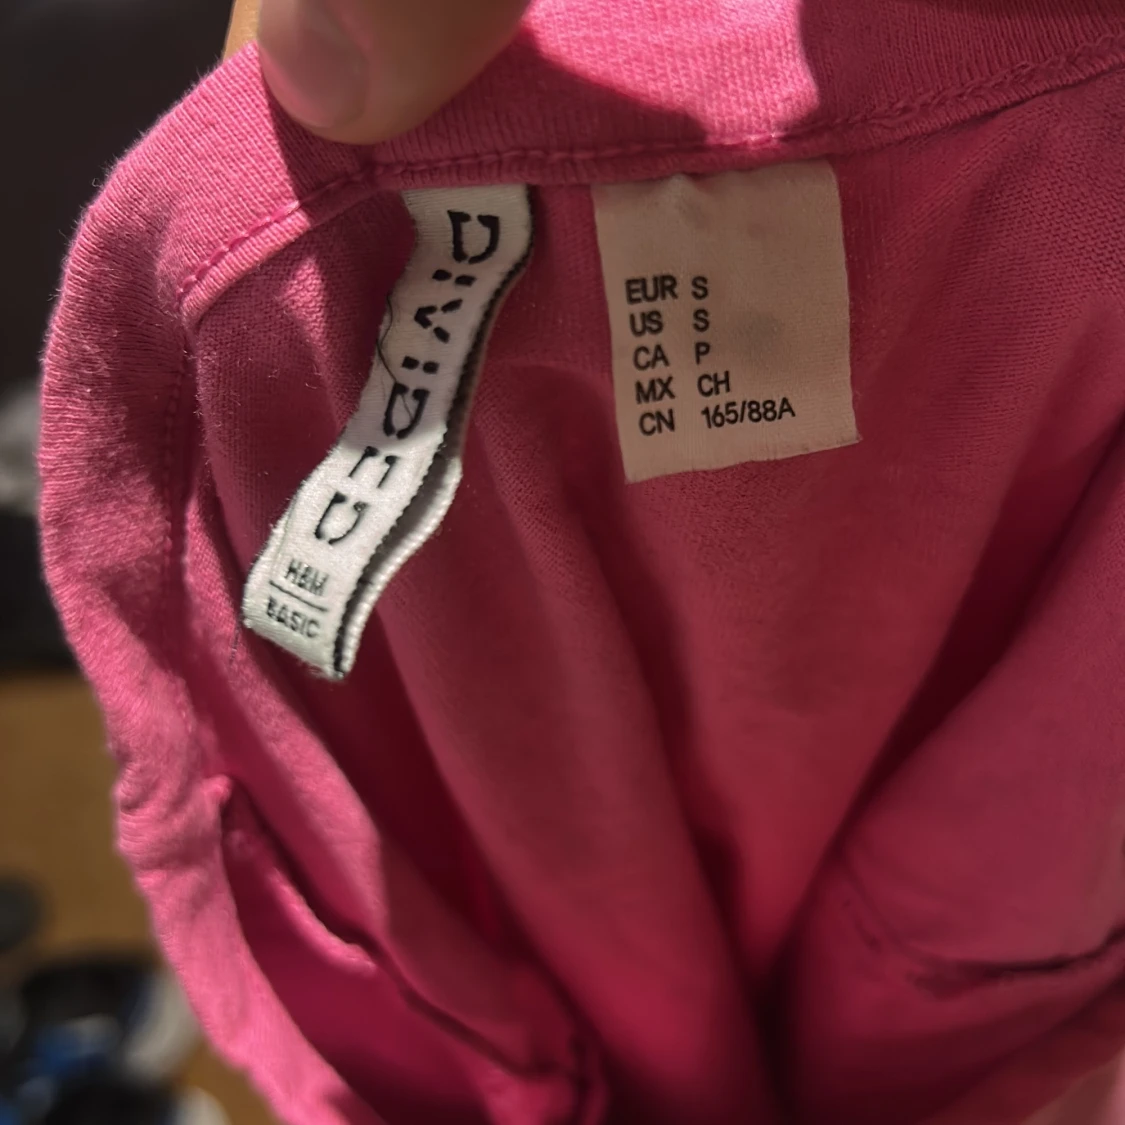 DIVIDED
H&M
BASIC
EUR S
US S
CA P
MX CH
CN 165/88A